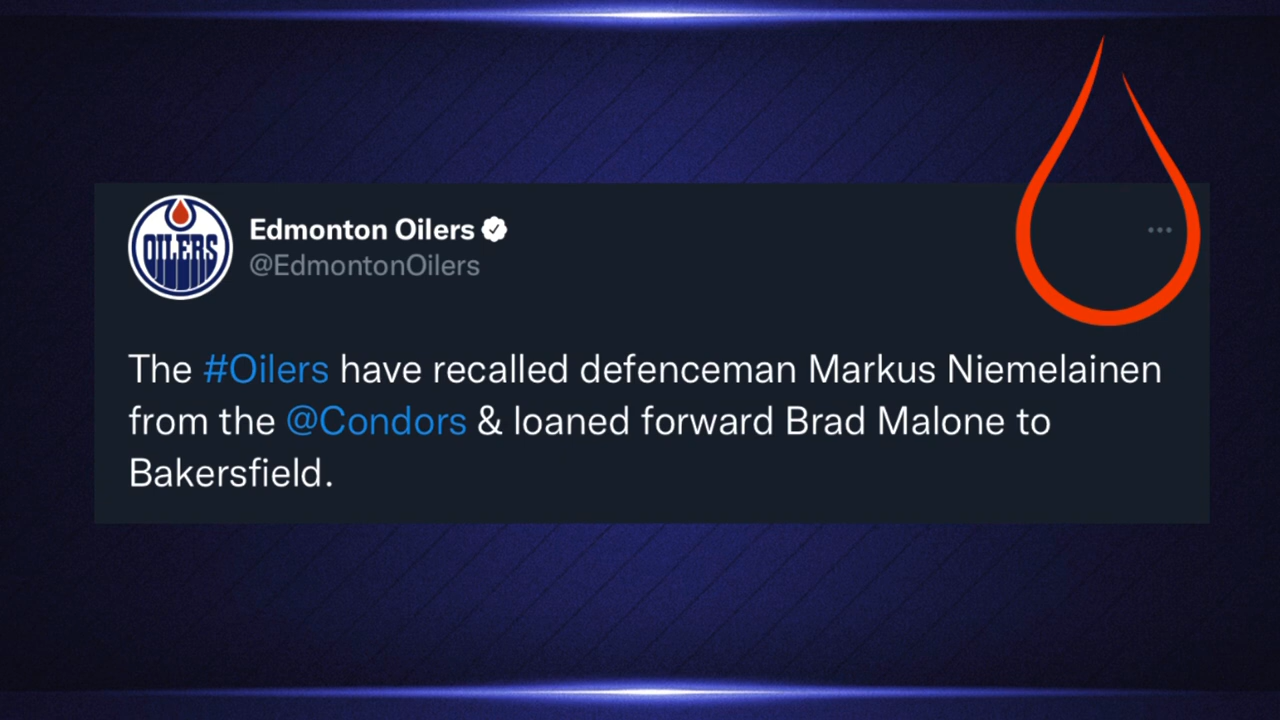 OILERS
Edmonton Oilers
@EdmontonOilers
The #Oilers have recalled defenceman Markus Niemelainen
from the @Condors & loaned forward Brad Malone to
Bakersfield.